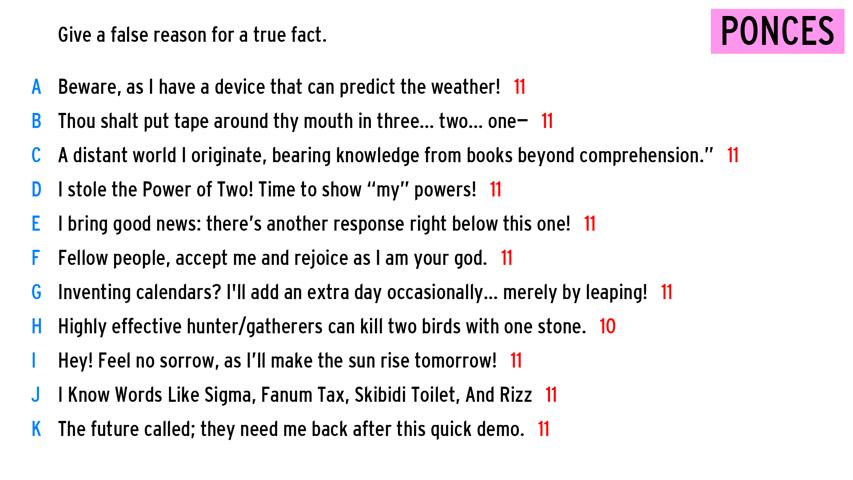 Give a false reason for a true fact.
PONCES
A Beware, as I have a device that can predict the weather! 11
B Thou shalt put tape around thy mouth in three... two... one– 11
C A distant world I originate, bearing knowledge from books beyond comprehension.” 11
D I stole the Power of Two! Time to show “my” powers! 11
E I bring good news: there’s another response right below this one! 11
F Fellow people, accept me and rejoice as I am your god. 11
G Inventing calendars? I'll add an extra day occasionally... merely by leaping! 11
H Highly effective hunter/gatherers can kill two birds with one stone. 10
I Hey! Feel no sorrow, as I’ll make the sun rise tomorrow! 11
J I Know Words Like Sigma, Fanum Tax, Skibidi Toilet, And Rizz 11
K The future called; they need me back after this quick demo. 11